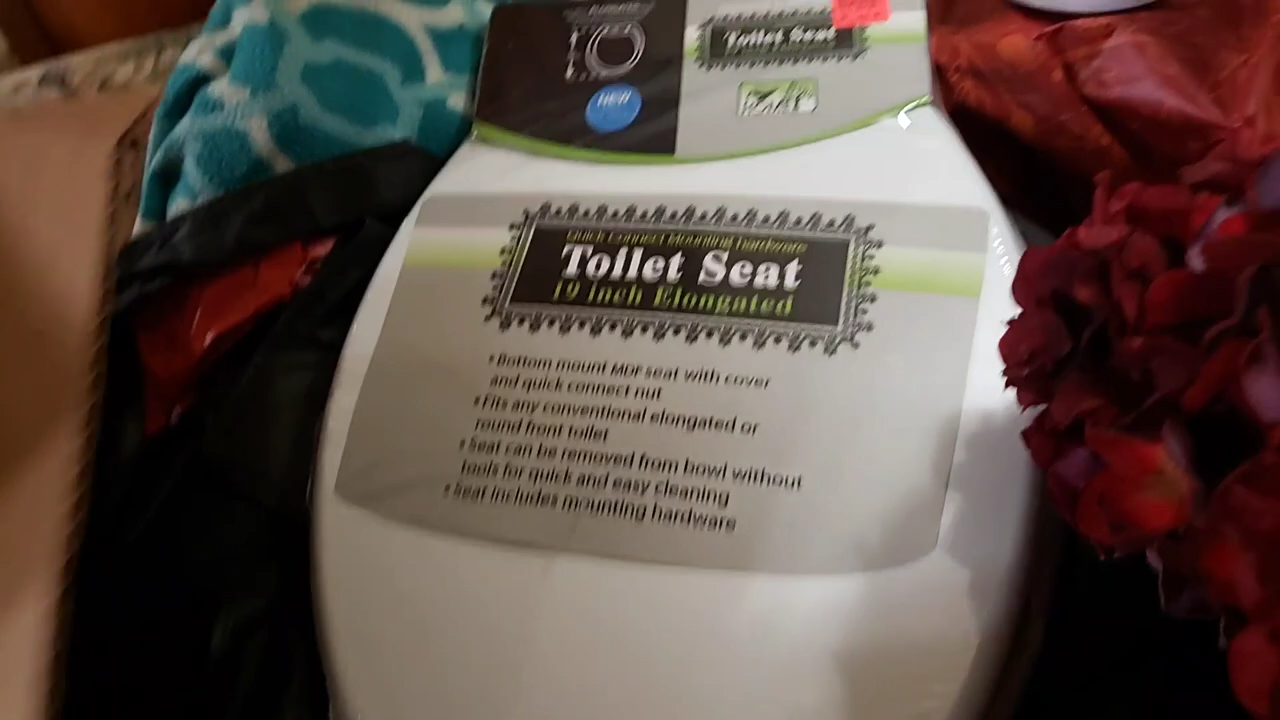 NEW
Toilet Seat
Quick Connect Mounting hardware
Toilet Seat
19 inch Elongated
• Bottom mount MDF seat with cover
and quick connect nut
• Fits any conventional elongated or
round front toilet
• Seat can be removed from bowl without
tools for quick and easy cleaning
• Seat includes mounting hardware